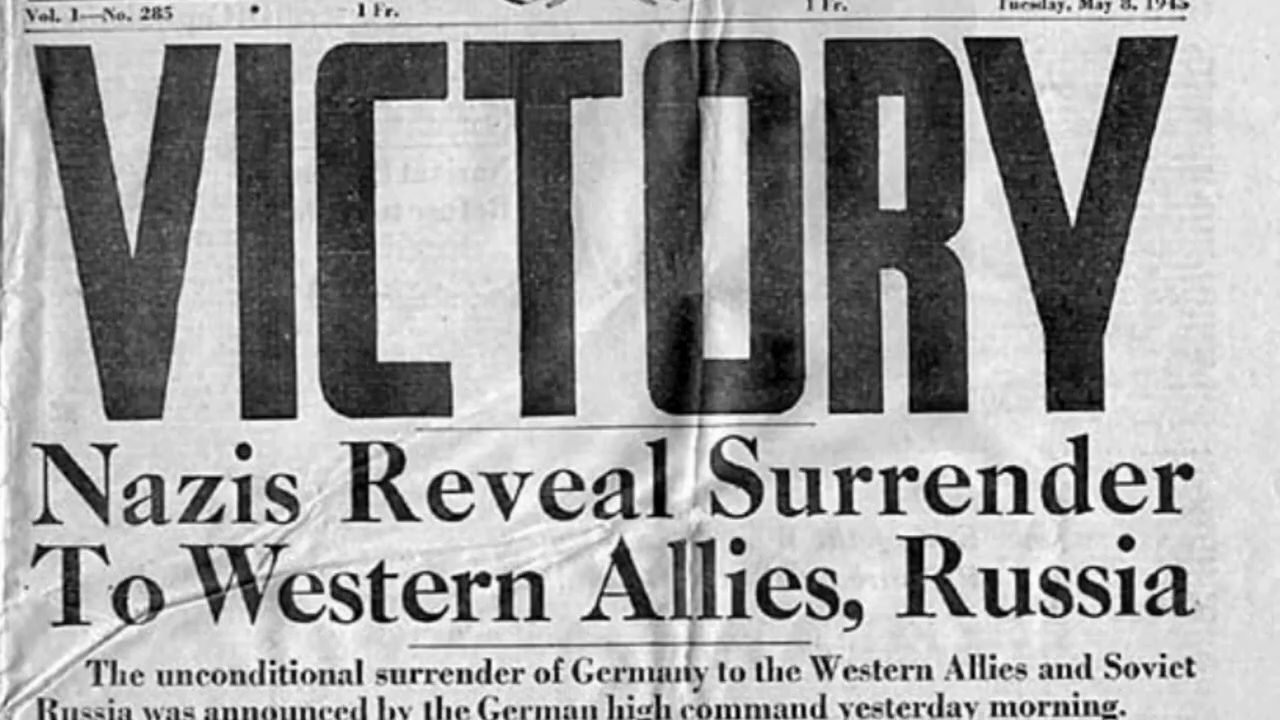 Vol. 1—No. 285 * 1 Fr. 1 Fr. Tuesday, May 8, 1945
VICTORY
Nazis Reveal Surrender
To Western Allies, Russia
The unconditional surrender of Germany to the Western Allies and Soviet
Russia was announced by the German high command yesterday morning.